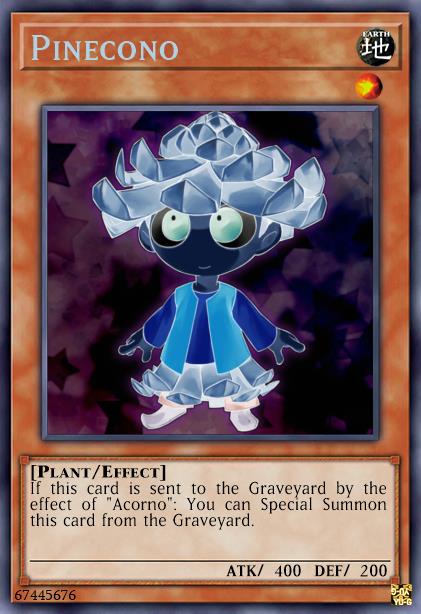 Pinecono
EARTH
地
[Plant/Effect]
If this card is sent to the Graveyard by the
effect of "Acorno": You can Special Summon
this card from the Graveyard.
ATK/ 400 DEF/ 200
67445676